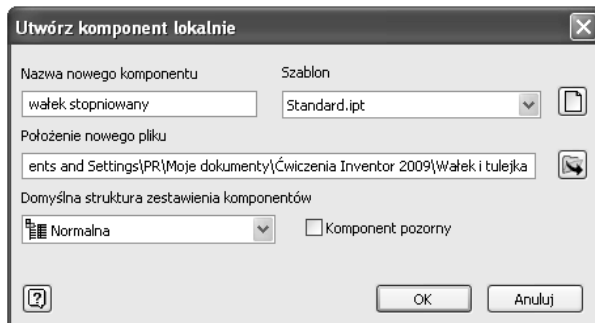 Utwórz komponent lokalnie
Nazwa nowego komponentu Szablon
wałek stopniowany Standard.ipt
Położenie nowego pliku
ents and Settings\PR\Moje dokumenty\Ćwiczenia Inventor 2009\Wałek i tulejka
Domyślna struktura zestawienia komponentów
Normalna Komponent pozorny
OK Anuluj